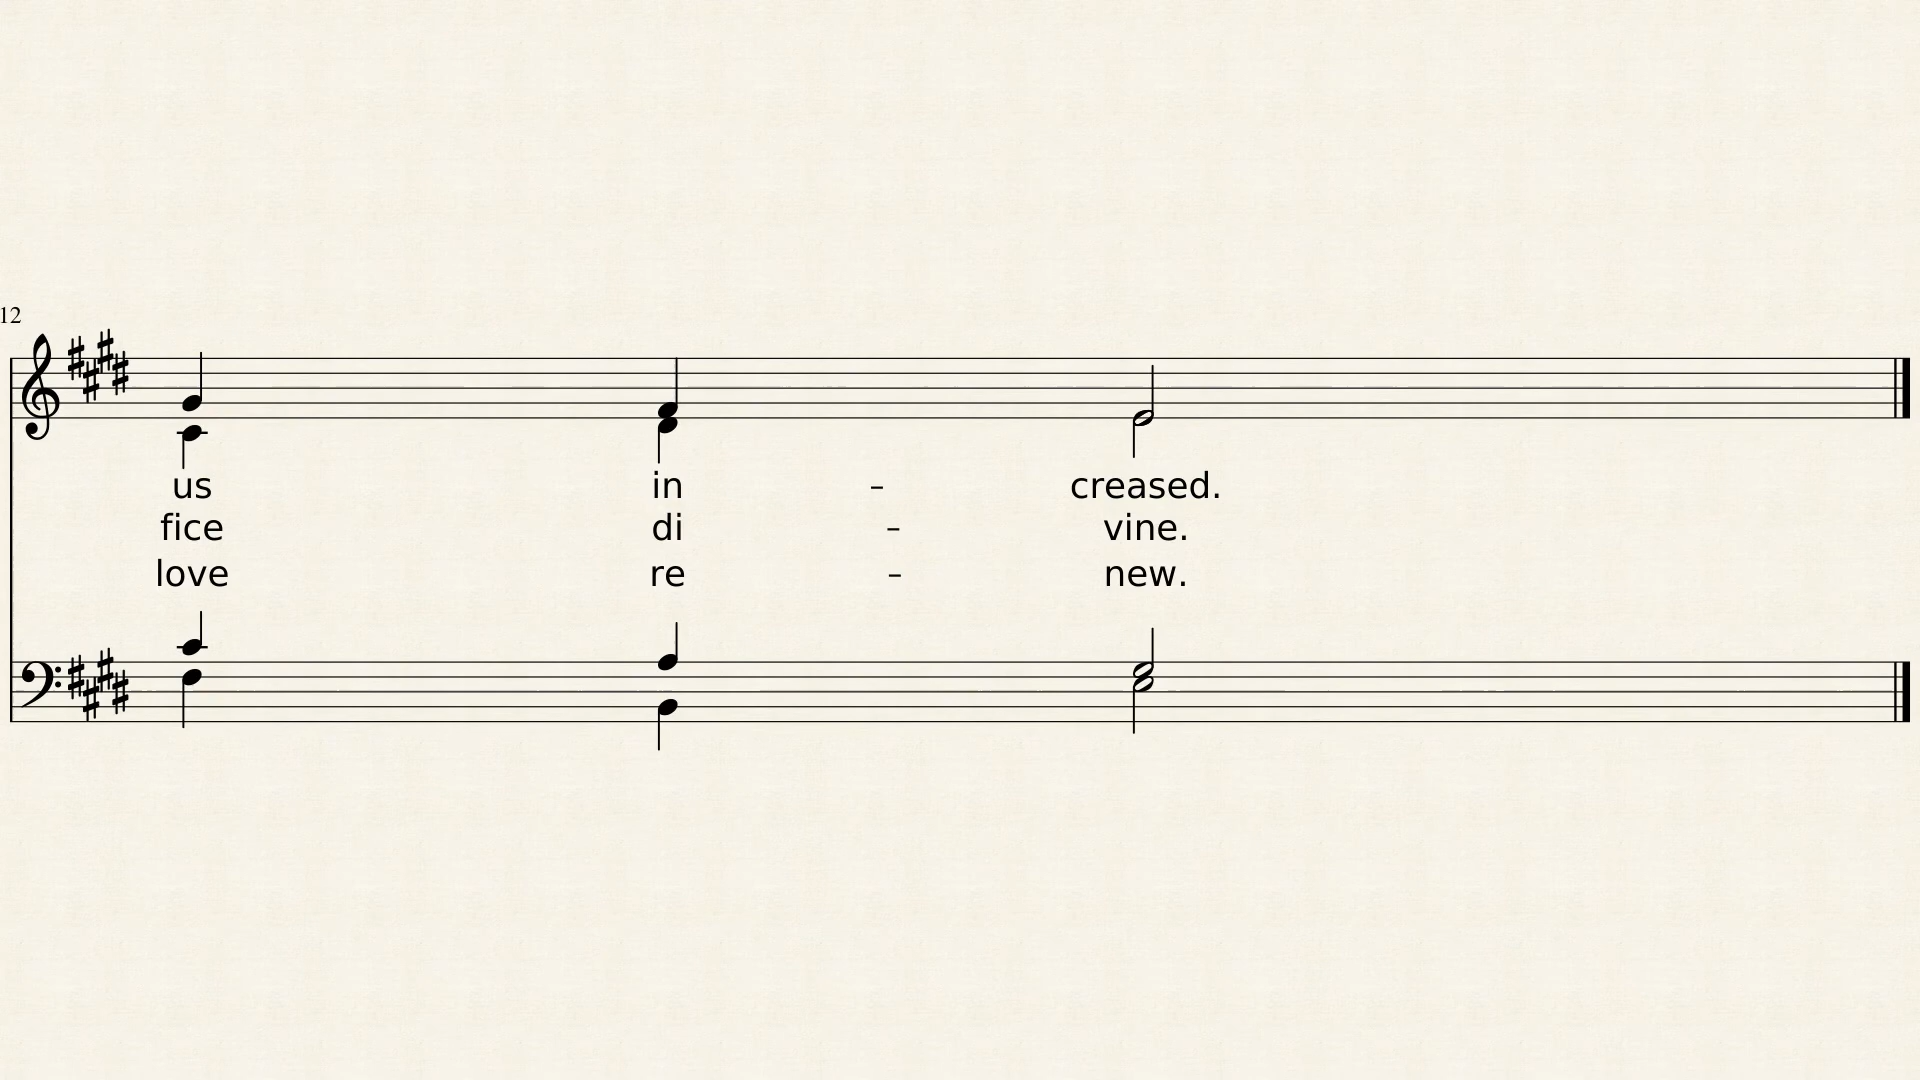 12
us in - creased.
fice di - vine.
love re - new.